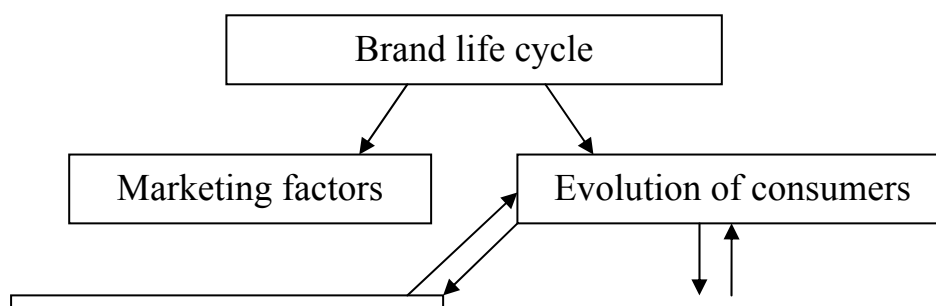 Brand life cycle
Marketing factors
Evolution of consumers